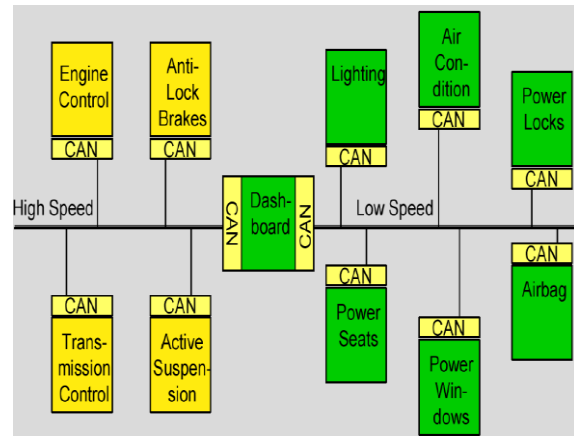 Engine
Control
CAN
Anti-
Lock
Brakes
CAN
Lighting
CAN
Air
Con-
dition
CAN
Power
Locks
CAN
High Speed
CAN
Dash-
board
CAN
Low Speed
CAN
Trans-
mission
Control
CAN
Active
Suspen-
sion
CAN
Power
Seats
CAN
Power
Win-
dows
CAN
Airbag